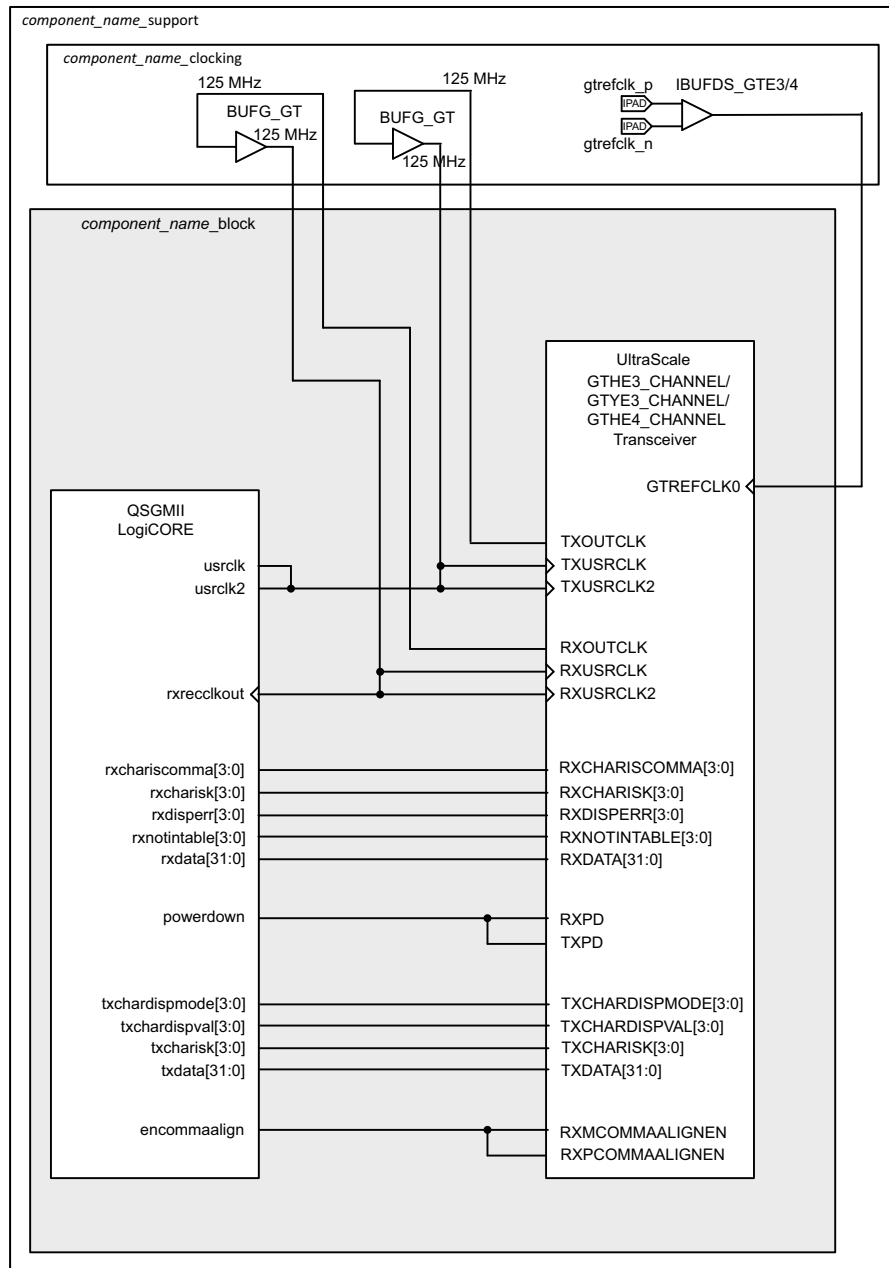 component_name_support
component_name_clocking
125 MHz
125 MHz
gtrefclk_p
IBUFDS_GTE3/4
IPAD
BUFG_GT
BUFG_GT
125 MHz
IPAD
gtrefclk_n
125 MHz
component_name_block
UltraScale
GTHE3_CHANNEL/
GTYE3_CHANNEL/
GTHE4_CHANNEL
Transceiver
GTREFCLK0
QSGMII
LogiCORE
TXOUTCLK
usrclk
TXUSRCLK
usrclk2
TXUSRCLK2
RXOUTCLK
RXUSRCLK
rxrecclkout
RXUSRCLK2
rxchariscomma[3:0]
RXCHARISCOMMA[3:0]
rxcharisk[3:0]
RXCHARISK[3:0]
rxdisperr[3:0]
RXDISPERR[3:0]
rxnotintable[3:0]
RXNOTINTABLE[3:0]
rxdata[31:0]
RXDATA[31:0]
powerdown
RXPD
TXPD
txchardispmode[3:0]
TXCHARDISPMODE[3:0]
txchardispval[3:0]
TXCHARDISPVAL[3:0]
txcharisk[3:0]
TXCHARISK[3:0]
txdata[31:0]
TXDATA[31:0]
encommaalign
RXMCOMMAALIGNEN
RXPCOMMAALIGNEN